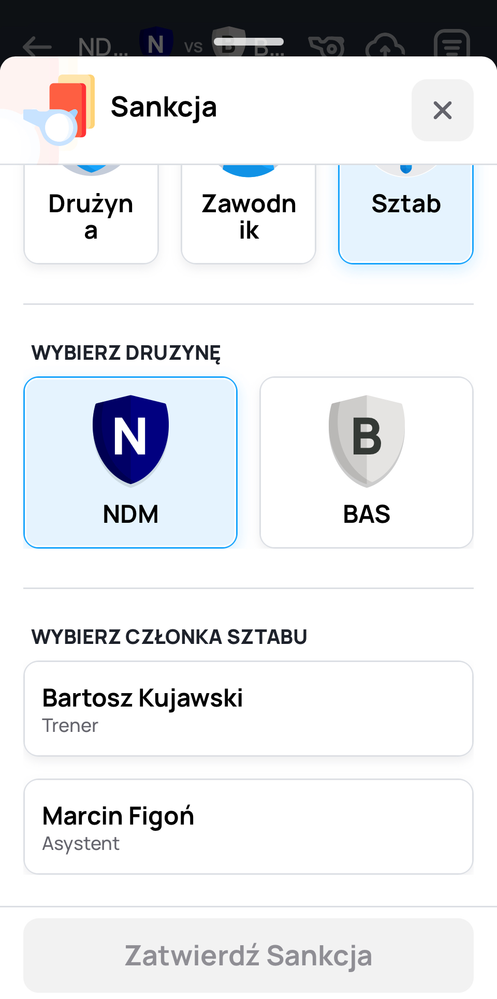 ND... N vs B B...
Sankcja
Drużyn
a
Zawodn
ik
Sztab
WYBIERZ DRUZYNĘ
N
B
NDM
BAS
WYBIERZ CZŁONKA SZTABU
Bartosz Kujawski
Trener
Marcin Figoń
Asystent
Zatwierdź Sankcja